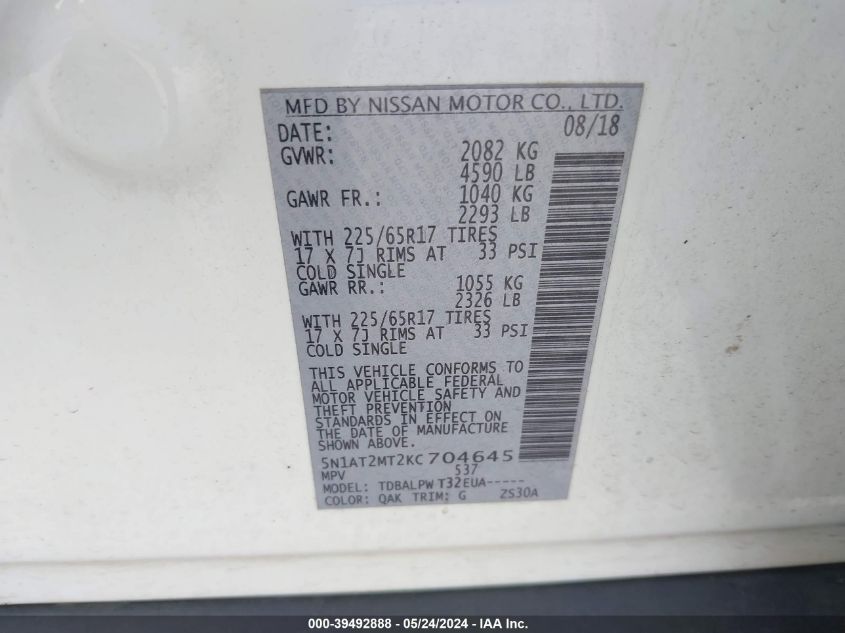 MFD BY NISSAN MOTOR CO., LTD.
DATE: 08/18
GVWR: 2082 KG
4590 LB
GAWR FR.: 1040 KG
2293 LB
WITH 225/65R17 TIRES
17 X 7J RIMS AT 33 PSI
COLD SINGLE
GAWR RR.: 1055 KG
2326 LB
WITH 225/65R17 TIRES
17 X 7J RIMS AT 33 PSI
COLD SINGLE
THIS VEHICLE CONFORMS TO
ALL APPLICABLE FEDERAL
MOTOR VEHICLE SAFETY AND
THEFT PREVENTION
STANDARDS IN EFFECT ON
THE DATE OF MANUFACTURE
SHOWN ABOVE.
5N1AT2MT2KC704645
MPV 537
MODEL: TDBALPW T32EUA-----
COLOR: QAK TRIM: G ZS30A
000-39492888 - 05/24/2024 - IAA Inc.